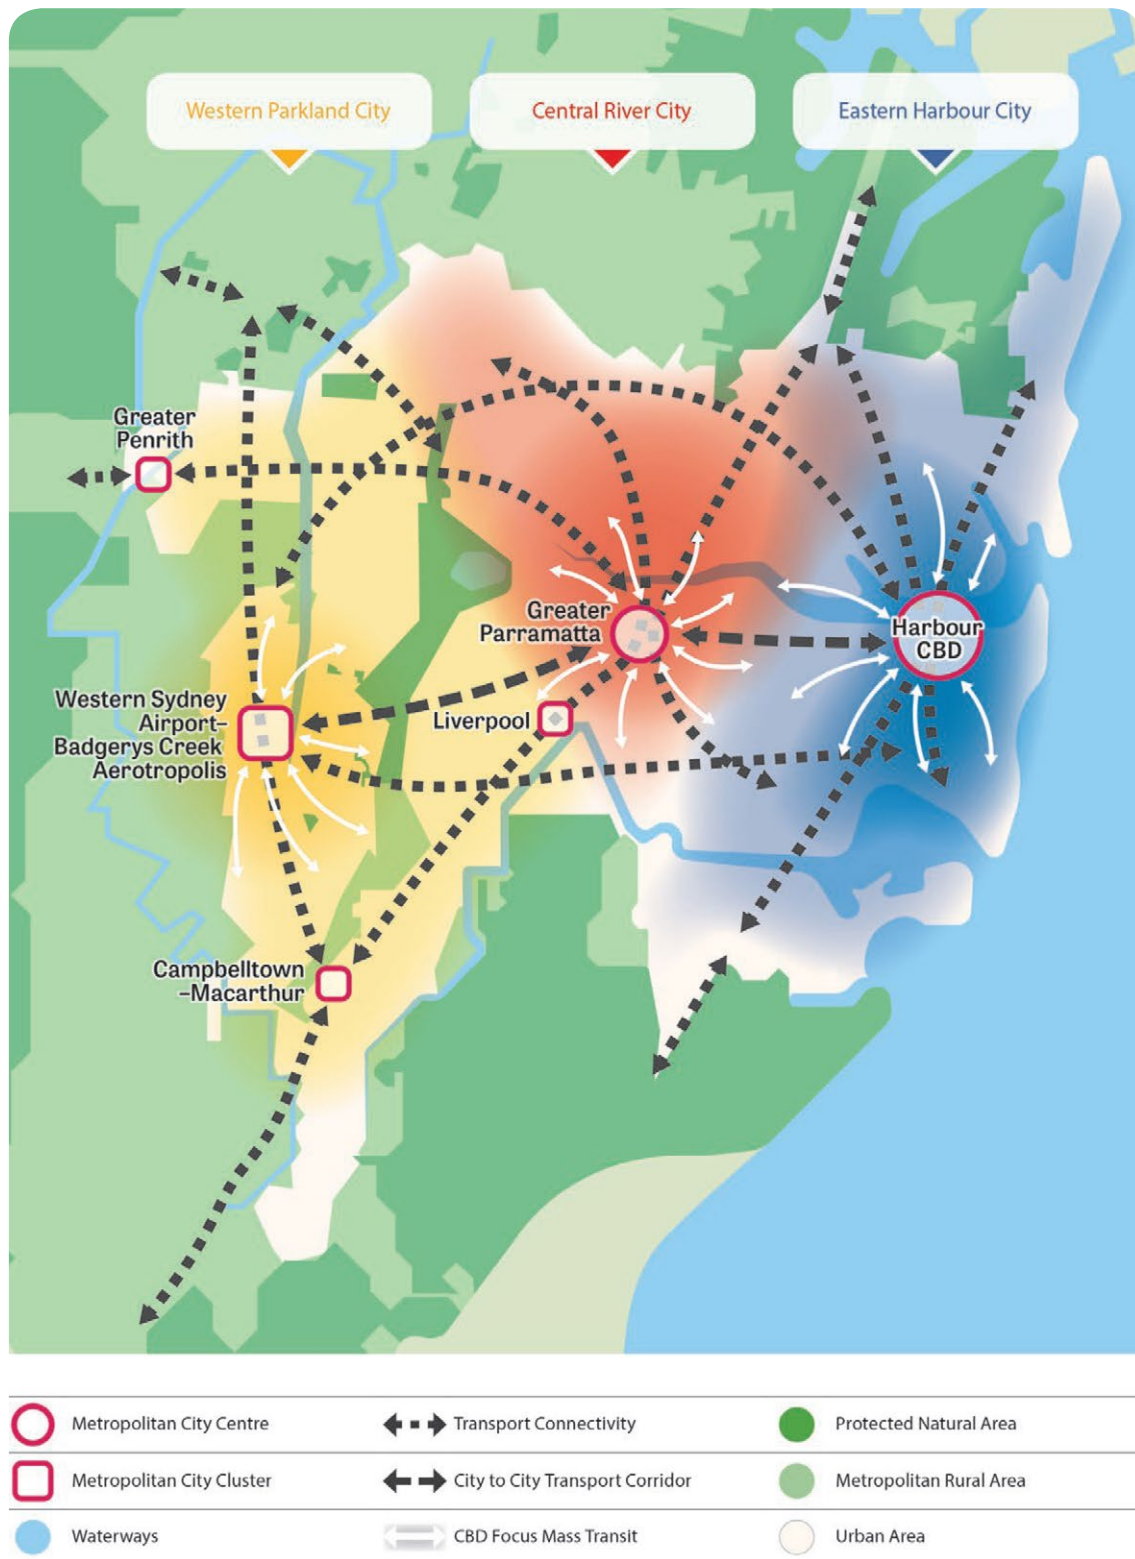 Western Parkland City
Central River City
Eastern Harbour City
Greater
Penrith
Greater
Parramatta
Harbour
CBD
Western Sydney
Airport–
Badgerys Creek
Aerotropolis
Liverpool
Campbelltown
–Macarthur
Metropolitan City Centre
Transport Connectivity
Protected Natural Area
Metropolitan City Cluster
City to City Transport Corridor
Metropolitan Rural Area
Waterways
CBD Focus Mass Transit
Urban Area